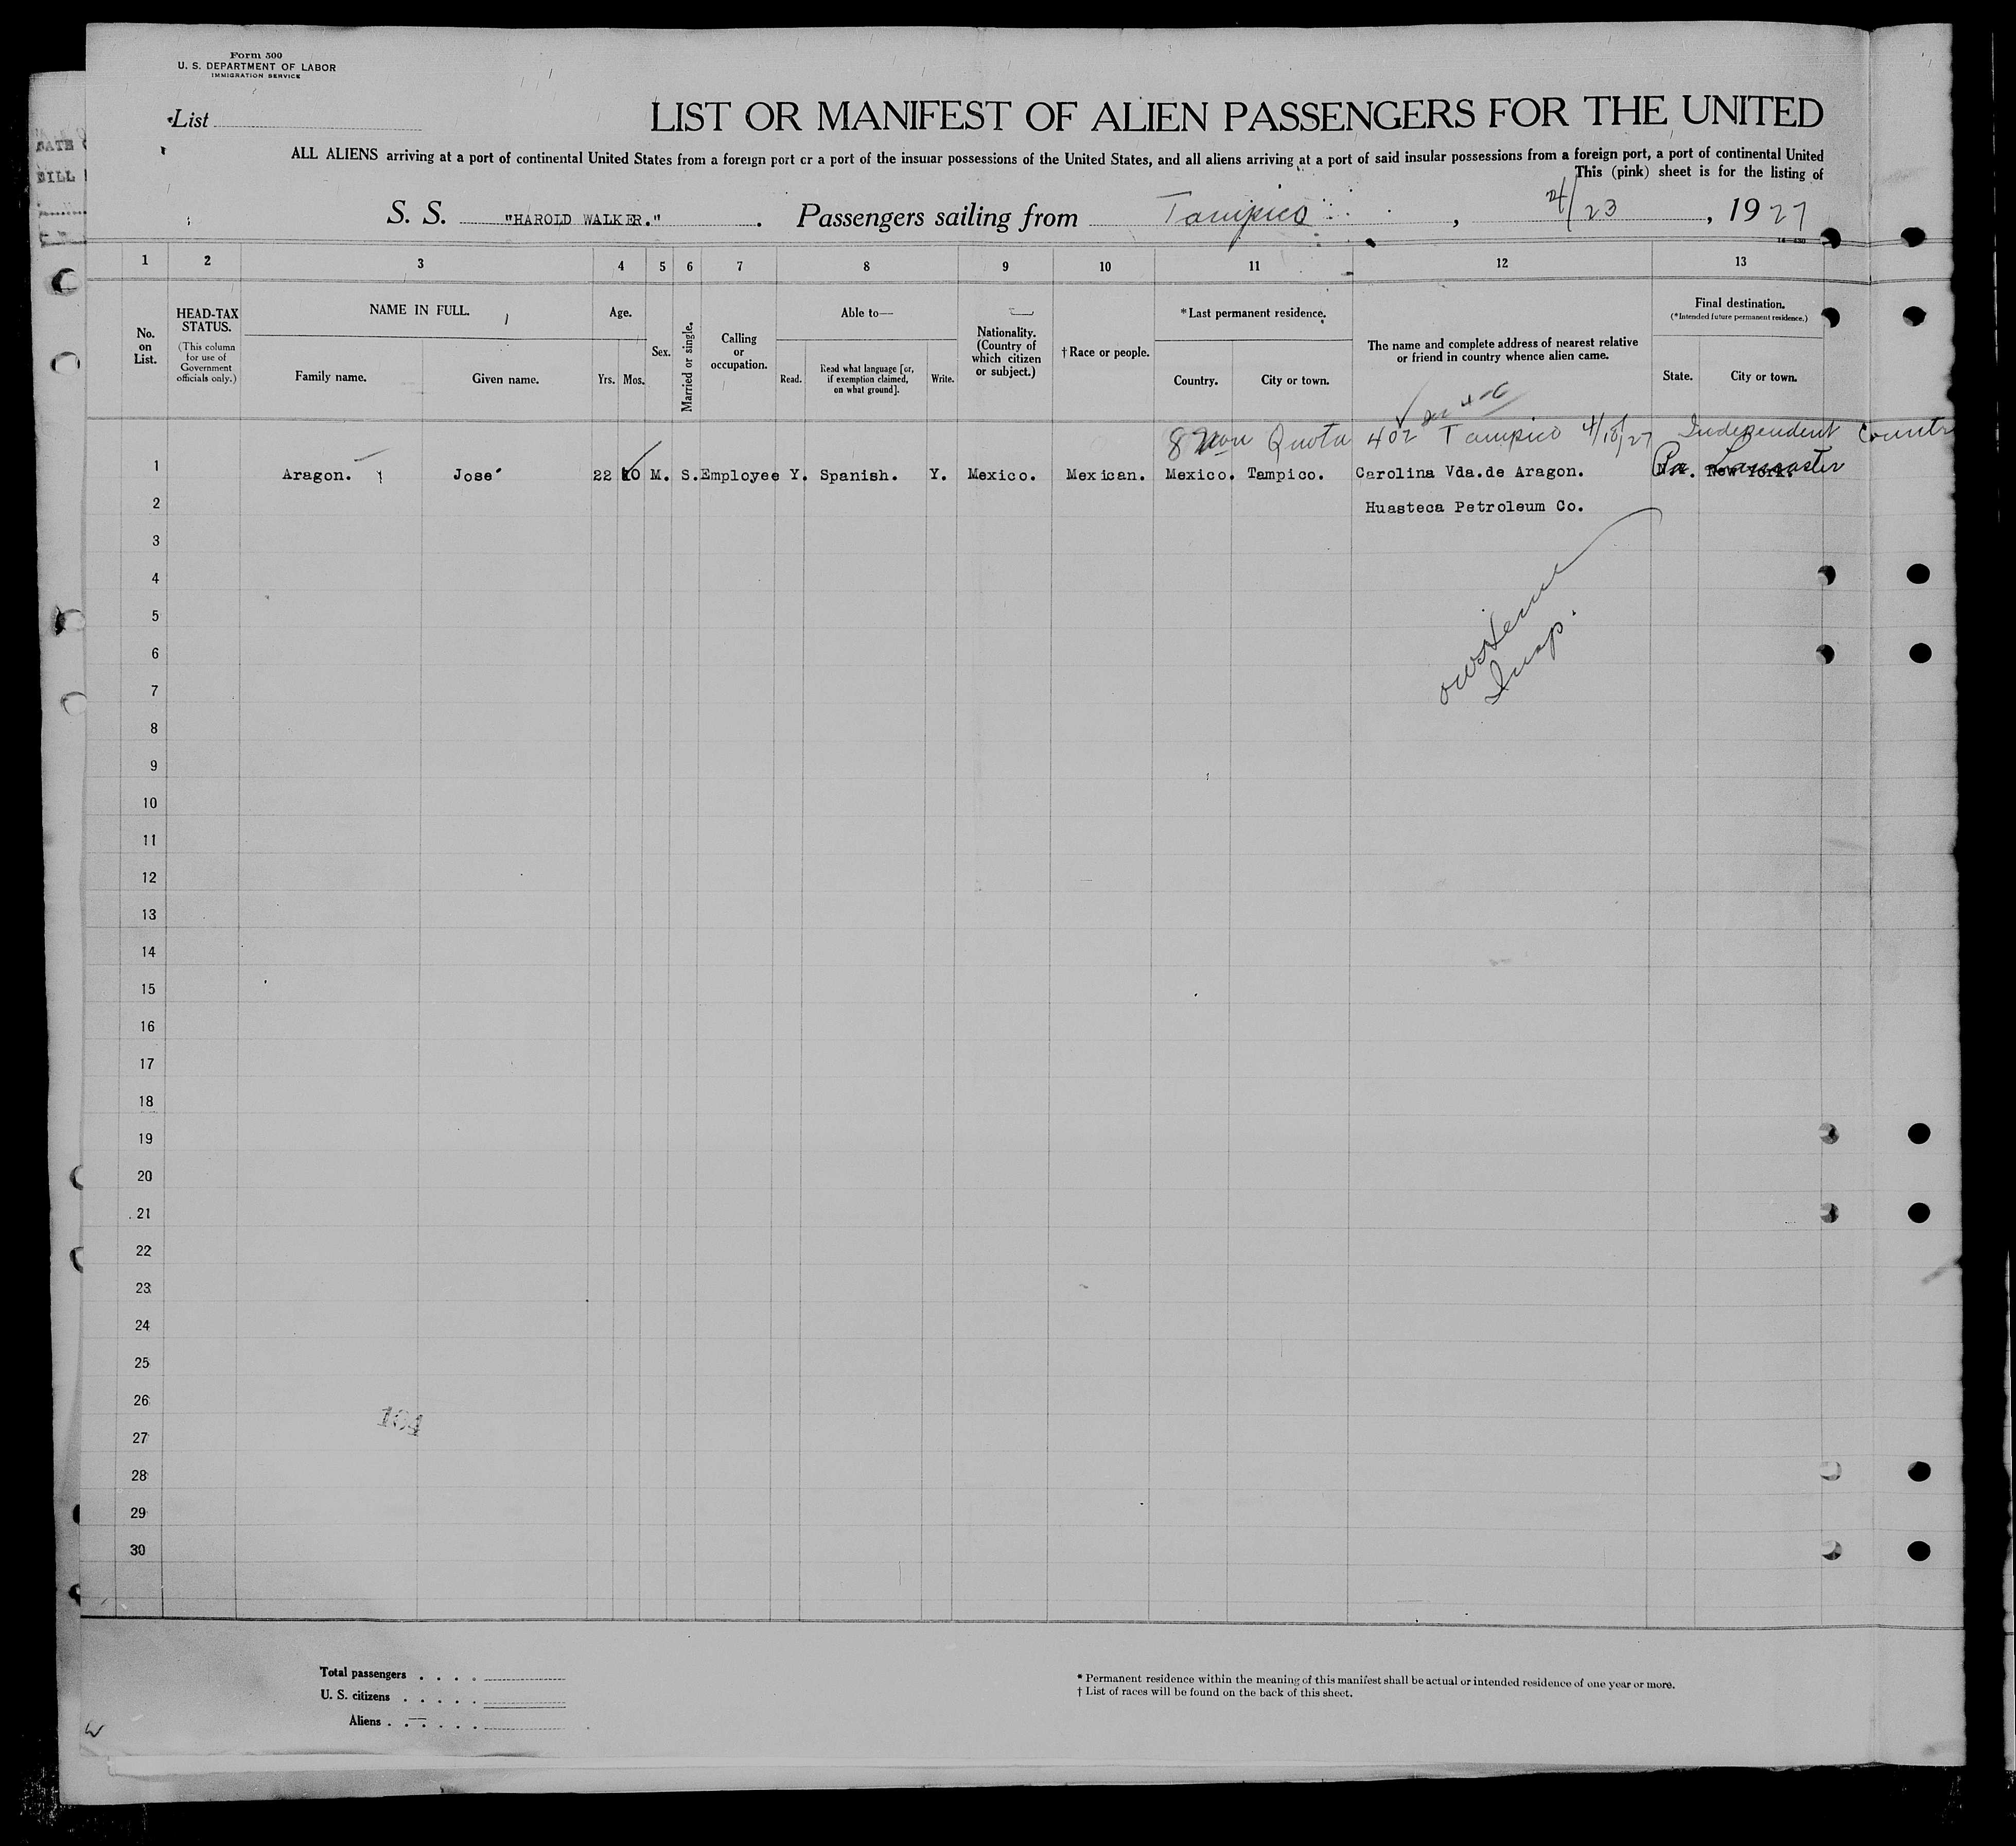 Form 500
U. S. DEPARTMENT OF LABOR
IMMIGRATION SERVICE
List
LIST OR MANIFEST OF ALIEN PASSENGERS FOR THE UNITED
ALL ALIENS arriving at a port of continental United States from a foreign port or a port of the insular possessions of the United States, and all aliens arriving at a port of said insular possessions from a foreign port, a port of continental United
This (pink) sheet is for the listing of
S. S. "HAROLD WALKER." . Passengers sailing from Tampico , 4/23 , 1927
1 2 3 4 5 6 7 8 9 10 11 12 13
No. on List.
HEAD-TAX STATUS.
(This column for use of Government officials only.)
NAME IN FULL.
Family name. Given name.
Age.
Yrs. Mos.
Sex.
Married or single.
Calling or occupation.
Able to—
Read. Read what language [or, if exemption claimed, on what ground]. Write.
Nationality. (Country of which citizen or subject.)
†Race or people.
*Last permanent residence.
Country. City or town.
The name and complete address of nearest relative or friend in country whence alien came.
Final destination.
(*Intended future permanent residence.)
State. City or town.
8 Non Quota 402 Tampico 4/18/27 Independent Countr
1 Aragon. Jose' 22 10 M. S. Employee Y. Spanish. Y. Mexico. Mexican. Mexico. Tampico. Carolina Vda.de Aragon. Pa. Lancaster New York.
2 Huasteca Petroleum Co.
3
4
5
6
Insp.
7
8
9
10
11
12
13
14
15
16
17
18
19
20
21
22
23
24
25
26
27
28
29
30
Total passengers
U. S. citizens
Aliens
* Permanent residence within the meaning of this manifest shall be actual or intended residence of one year or more.
† List of races will be found on the back of this sheet.